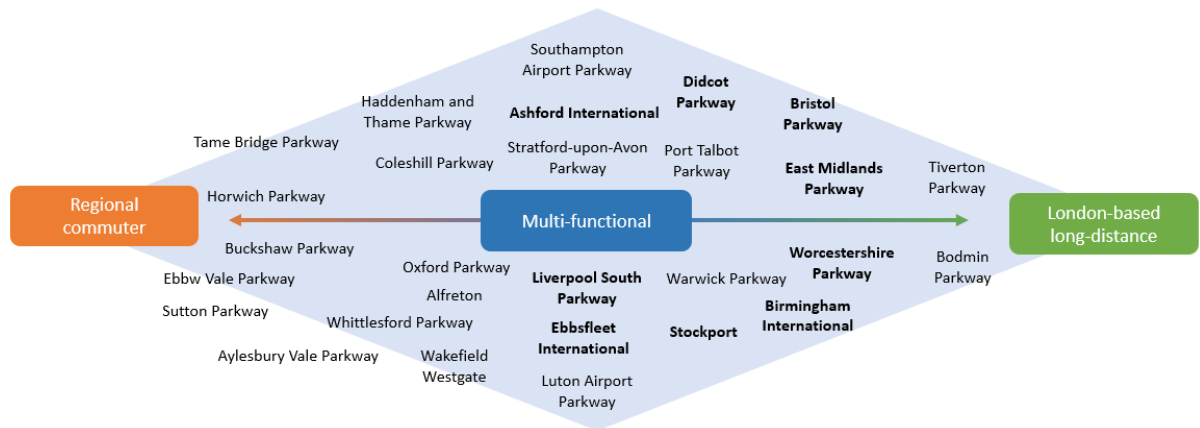 Southampton
Airport Parkway
Didcot
Parkway
Haddenham and
Thame Parkway
Ashford International
Bristol
Parkway
Tame Bridge Parkway
Coleshill Parkway
Stratford-upon-Avon
Parkway
Port Talbot
Parkway
East Midlands
Parkway
Tiverton
Parkway
Horwich Parkway
Regional
commuter
Multi-functional
London-based
long-distance
Buckshaw Parkway
Ebbw Vale Parkway
Oxford Parkway
Liverpool South
Parkway
Warwick Parkway
Worcestershire
Parkway
Bodmin
Parkway
Sutton Parkway
Alfreton
Whittlesford Parkway
Ebbsfleet
International
Stockport
Birmingham
International
Aylesbury Vale Parkway
Wakefield
Westgate
Luton Airport
Parkway